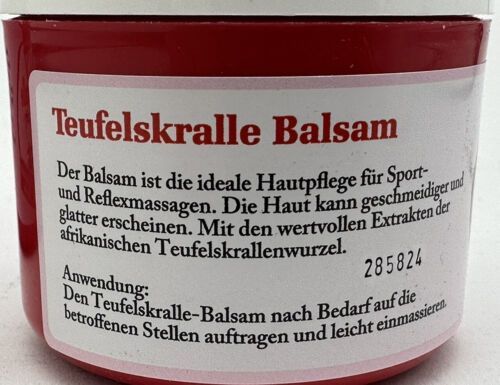 Teufelskralle Balsam
Der Balsam ist die ideale Hautpflege für Sport-
und Reflexmassagen. Die Haut kann geschmeidiger und
glatter erscheinen. Mit den wertvollen Extrakten der
afrikanischen Teufelskrallenwurzel.
285824
Anwendung:
Den Teufelskralle-Balsam nach Bedarf auf die
betroffenen Stellen auftragen und leicht einmassieren.